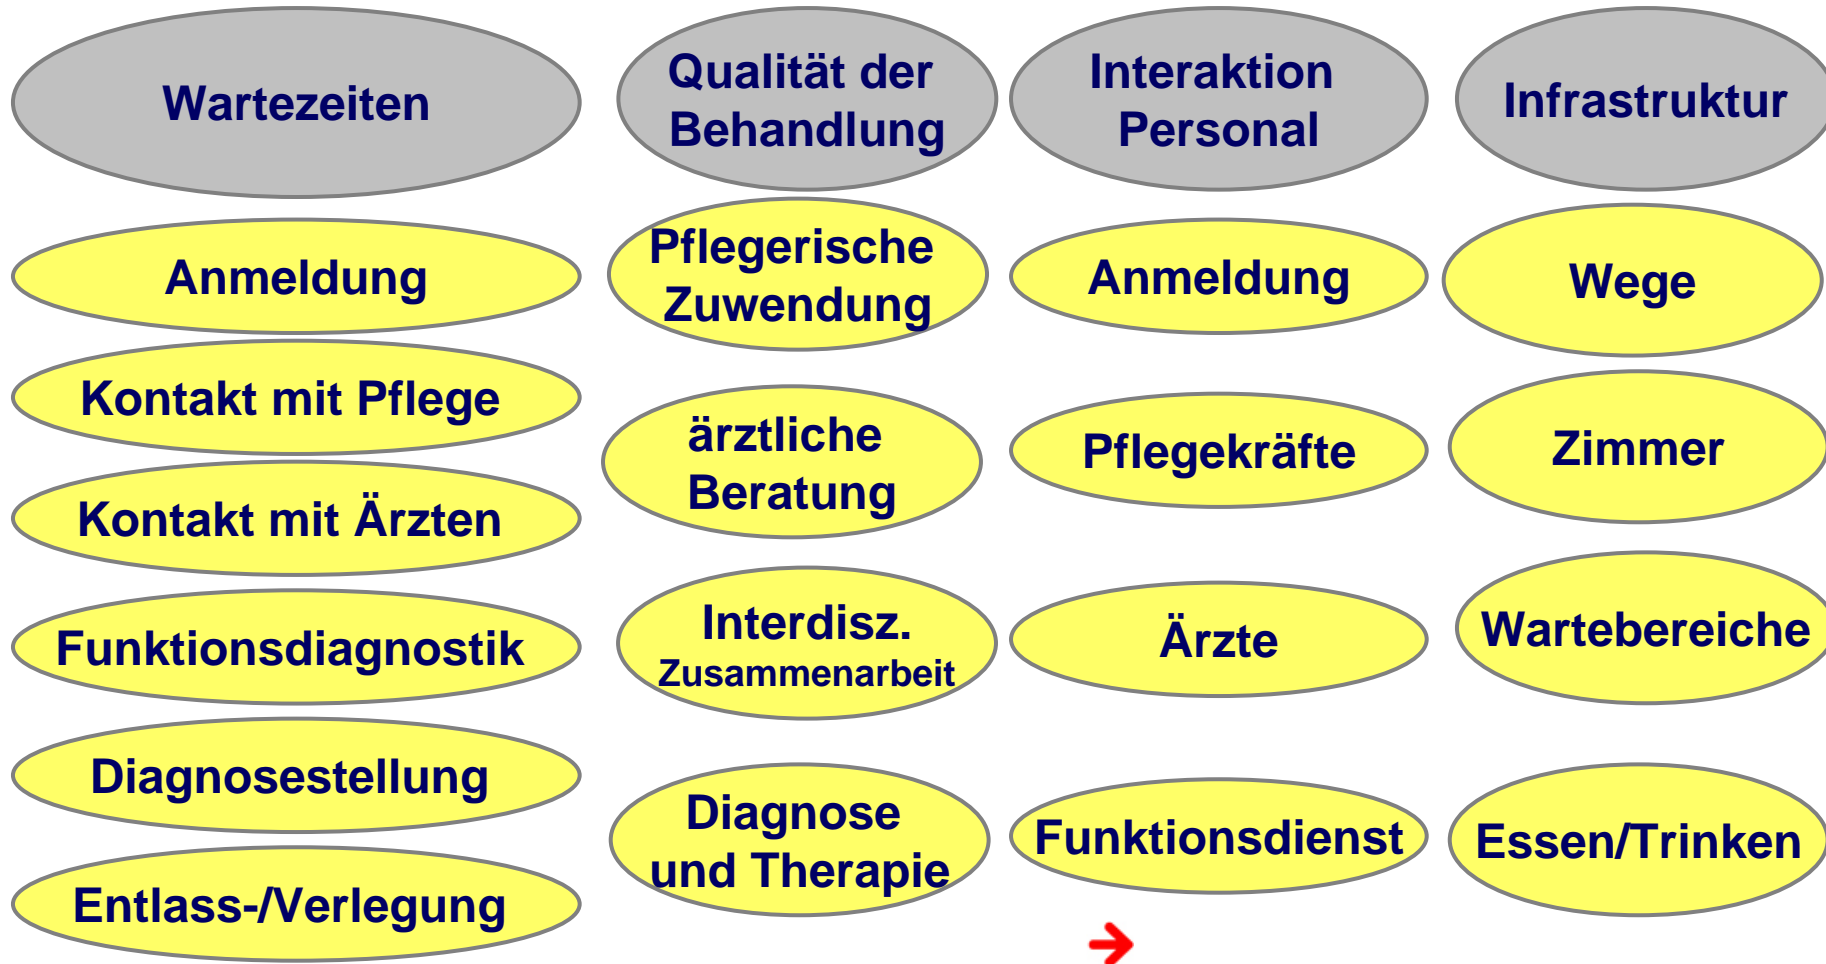 Wartezeiten
Anmeldung
Kontakt mit Pflege
Kontakt mit Ärzten
Funktionsdiagnostik
Diagnosestellung
Entlass-/Verlegung
Qualität der
Behandlung
Pflegerische
Zuwendung
ärztliche
Beratung
Interdisz.
Zusammenarbeit
Diagnose
und Therapie
Interaktion
Personal
Anmeldung
Pflegekräfte
Ärzte
Funktionsdienst
Infrastruktur
Wege
Zimmer
Wartebereiche
Essen/Trinken